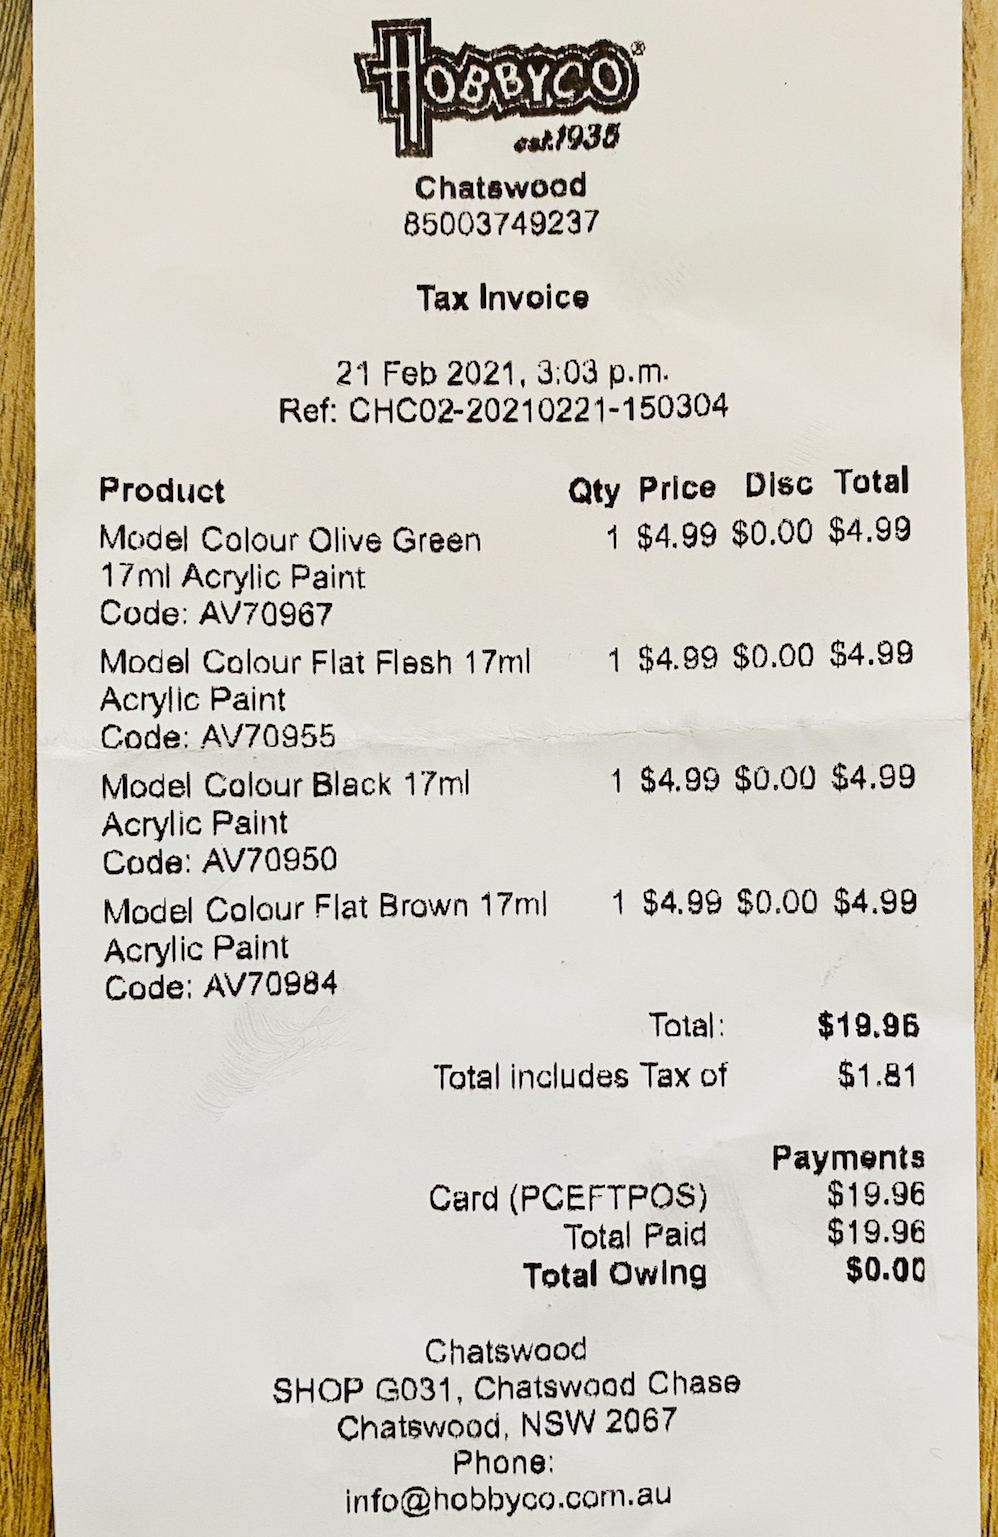 HOBBYCO®
est.1935
Chatswood
85003749237
Tax Invoice
21 Feb 2021, 3:03 p.m.
Ref: CHC02-20210221-150304
Product Qty Price Disc Total
Model Colour Olive Green 1 $4.99 $0.00 $4.99
17ml Acrylic Paint
Code: AV70967
Model Colour Flat Flesh 17ml 1 $4.99 $0.00 $4.99
Acrylic Paint
Code: AV70955
Model Colour Black 17ml 1 $4.99 $0.00 $4.99
Acrylic Paint
Code: AV70950
Model Colour Flat Brown 17ml 1 $4.99 $0.00 $4.99
Acrylic Paint
Code: AV70984
Total: $19.96
Total includes Tax of $1.81
Payments
Card (PCEFTPOS) $19.96
Total Paid $19.96
Total Owing $0.00
Chatswood
SHOP G031, Chatswood Chase
Chatswood, NSW 2067
Phone:
info@hobbyco.com.au